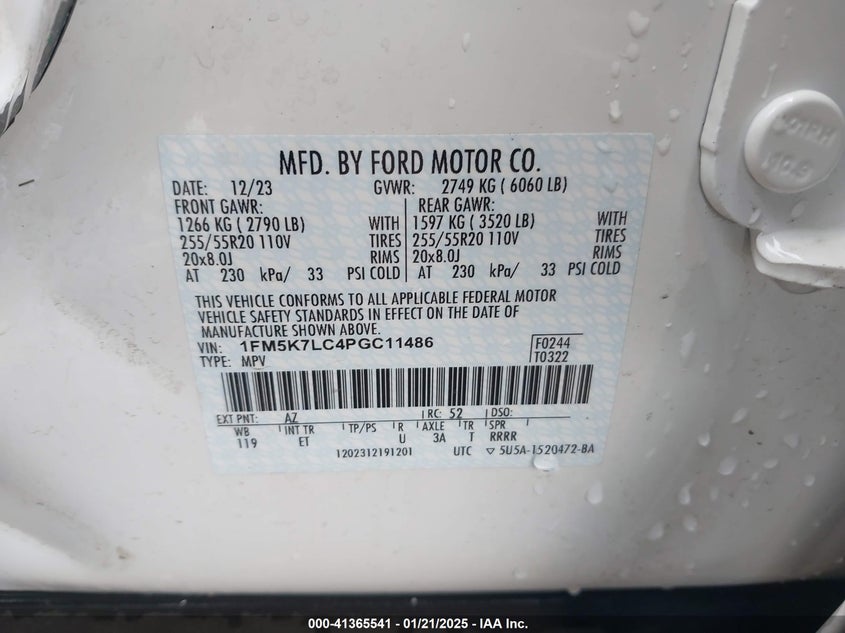 MFD. BY FORD MOTOR CO.
DATE: 12/23 GVWR: 2749 KG ( 6060 LB)
FRONT GAWR: REAR GAWR:
1266 KG ( 2790 LB) WITH 1597 KG ( 3520 LB) WITH
255/55R20 110V TIRES 255/55R20 110V TIRES
20x8.0J RIMS 20x8.0J RIMS
AT 230 kPa/ 33 PSI COLD AT 230 kPa/ 33 PSI COLD
THIS VEHICLE CONFORMS TO ALL APPLICABLE FEDERAL MOTOR
VEHICLE SAFETY STANDARDS IN EFFECT ON THE DATE OF
MANUFACTURE SHOWN ABOVE.
VIN: 1FM5K7LC4PGC11486 F0244
TYPE: MPV T0322
EXT PNT: AZ RC: 52 DSO:
WB INT TR TP/PS R AXLE TR SPR
119 ET U 3A T RRRR
1202312191201 UTC ▽ 5U5A-1520472-BA
10.9
000-41365541 / 01/21/2025 / IAA Inc.